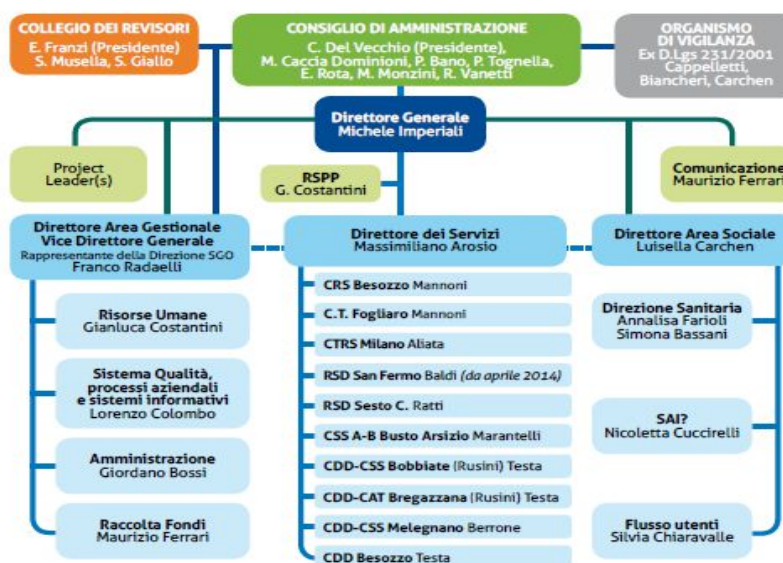 COLLEGIO DEI REVISORI
E. Franzi (Presidente)
S. Musella, S. Giallo
CONSIGLIO DI AMMINISTRAZIONE
C. Del Vecchio (Presidente),
M. Caccia Dominioni, P. Bano, P. Tognella,
E. Rota, M. Monzini, R. Vanetti
ORGANISMO
DI VIGILANZA
Ex D.Lgs 231/2001
Cappelletti,
Biancheri, Carchen
Direttore Generale
Michele Imperiali
Project
Leader(s)
RSPP
G. Costantini
Comunicazione
Maurizio Ferrari
Direttore Area Gestionale
Vice Direttore Generale
Rappresentante della Direzione SGQ
Franco Radaelli
Direttore dei Servizi
Massimiliano Arosio
Direttore Area Sociale
Luisella Carchen
Risorse Umane
Gianluca Costantini
Sistema Qualità,
processi aziendali
e sistemi informativi
Lorenzo Colombo
Amministrazione
Giordano Bossi
Raccolta Fondi
Maurizio Ferrari
CRS Besozzo Mannoni
C.T. Fogliaro Mannoni
CTRS Milano Aliata
RSD San Fermo Baldi (da aprile 2014)
RSD Sesto C. Ratti
CSS A-B Busto Arsizio Marantelli
CDD-CSS Bobbiate (Rusini) Testa
CDD-CAT Bregazzana (Rusini) Testa
CDD-CSS Melegnano Berrone
CDD Besozzo Testa
Direzione Sanitaria
Annalisa Farioli
Simona Bassani
SAI?
Nicoletta Cuccirelli
Flusso utenti
Silvia Chiaravalle